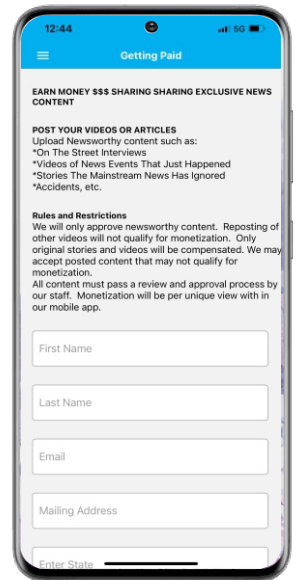 12:44
5G
Getting Paid
EARN MONEY $$$ SHARING SHARING EXCLUSIVE NEWS
CONTENT
POST YOUR VIDEOS OR ARTICLES
Upload Newsworthy content such as:
*On The Street Interviews
*Videos of News Events That Just Happened
*Stories The Mainstream News Has Ignored
*Accidents, etc.
Rules and Restrictions
We will only approve newsworthy content.  Reposting of
other videos will not qualify for monetization.  Only
original stories and videos will be compensated. We may
accept posted content that may not qualify for
monetization.
All content must pass a review and approval process by
our staff.  Monetization will be per unique view with in
our mobile app.
First Name
Last Name
Email
Mailing Address
Enter State